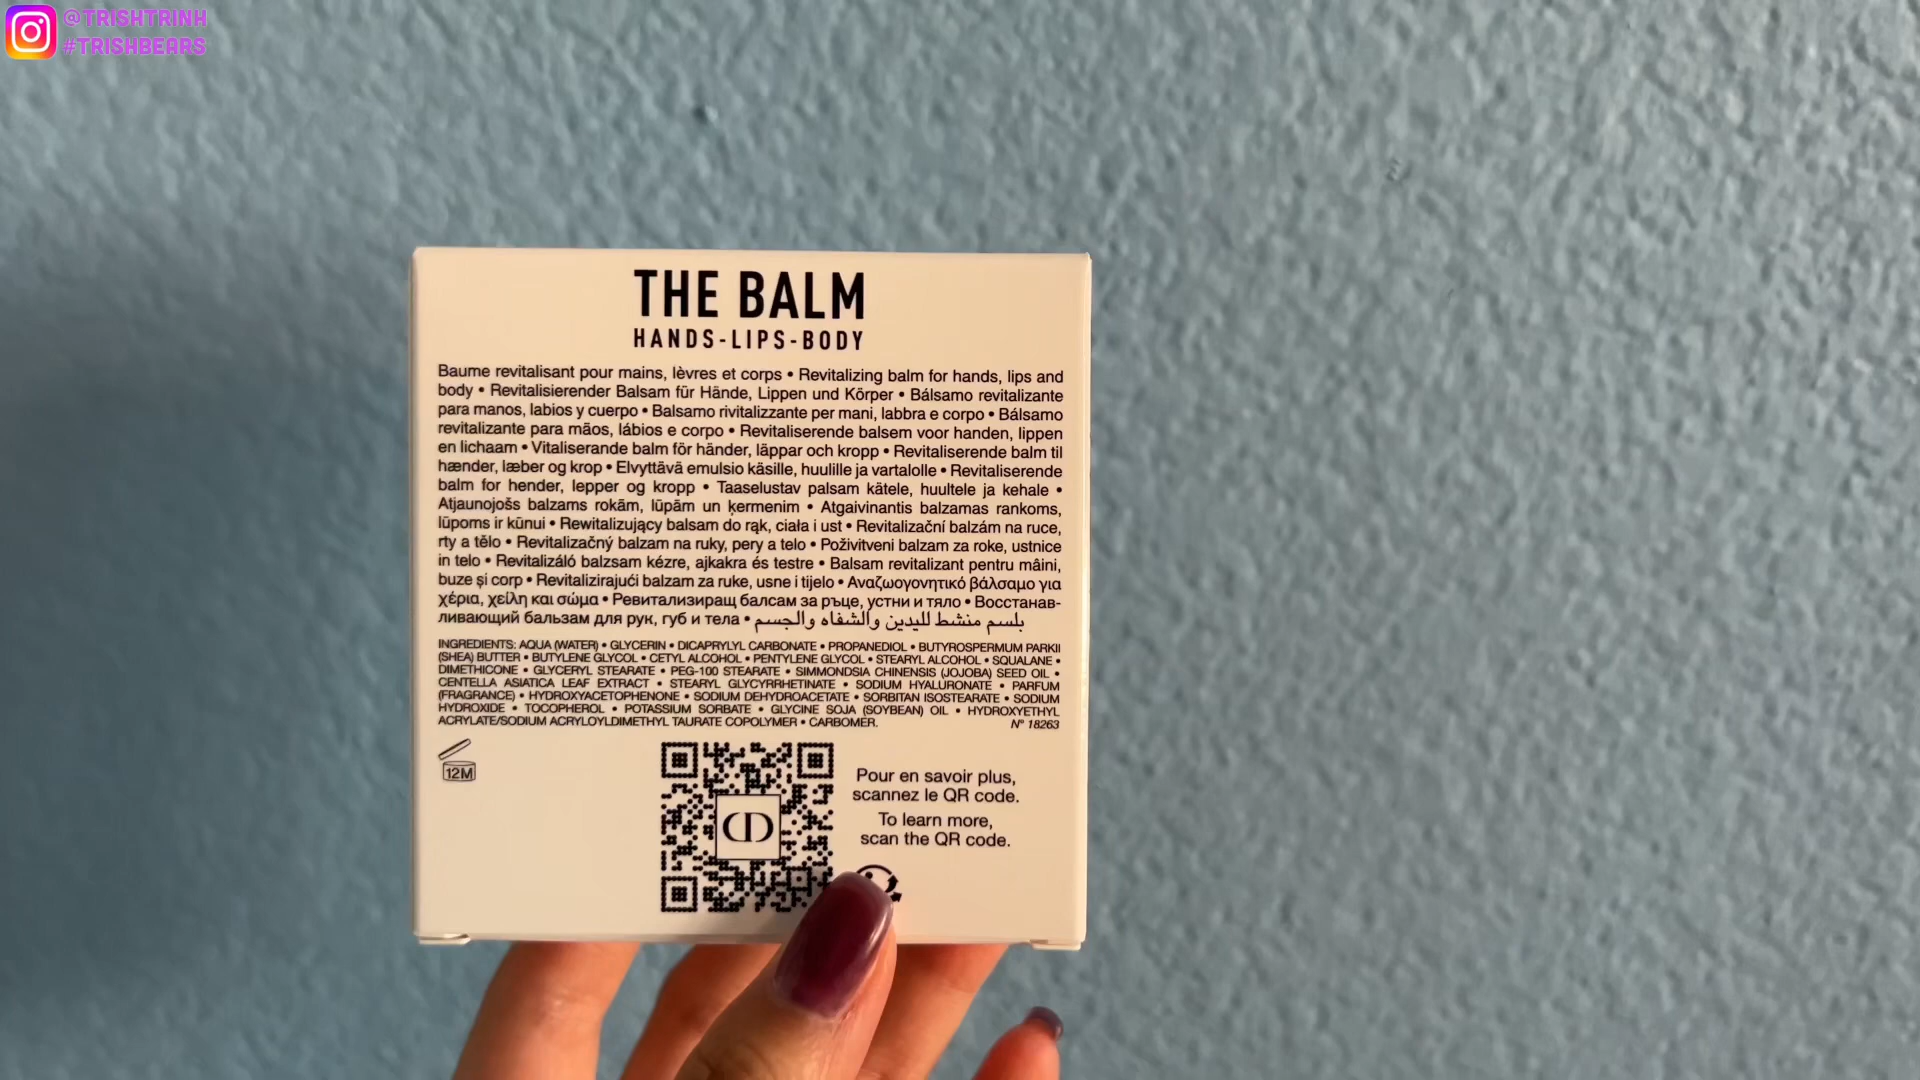 @TRISHTRINH
#TRISHBEARS
THE BALM
HANDS-LIPS-BODY
Baume revitalisant pour mains, lèvres et corps • Revitalizing balm for hands, lips and
body • Revitalisierender Balsam für Hände, Lippen und Körper • Bálsamo revitalizante
para manos, labios y cuerpo • Balsamo rivitalizzante per mani, labbra e corpo • Bálsamo
revitalizante para mãos, lábios e corpo • Revitaliserende balsem voor handen, lippen
en lichaam • Vitaliserande balm för händer, läppar och kropp • Revitaliserende balm til
hænder, læber og krop • Elvyttävä emulsio käsille, huulille ja vartalolle • Revitaliserende
balm for hender, lepper og kropp • Taaselustav palsam kätele, huultele ja kehale •
Atjaunojošs balzams rokām, lūpām un ķermenim • Atgaivinantis balzamas rankoms,
lūpoms ir kūnui • Rewitalizujący balsam do rąk, ciała i ust • Revitalizační balzám na ruce,
rty a tělo • Revitalizačný balzam na ruky, pery a telo • Poživitveni balzam za roke, ustnice
in telo • Revitalizáló balzsam kézre, ajkakra és testre • Balsam revitalizant pentru mâini,
buze și corp • Revitalizirajući balzam za ruke, usne i tijelo • Αναζωογονητικό βάλσαμο για
χέρια, χείλη και σώμα • Ревитализиращ балсам за ръце, устни и тяло • Восстанав-
ливающий бальзам для рук, губ и тела • بلسم منشط لليدين والشفاه والجسم
INGREDIENTS: AQUA (WATER) • GLYCERIN • DICAPRYLYL CARBONATE • PROPANEDIOL • BUTYROSPERMUM PARKII
(SHEA) BUTTER • BUTYLENE GLYCOL • CETYL ALCOHOL • PENTYLENE GLYCOL • STEARYL ALCOHOL • SQUALANE •
DIMETHICONE • GLYCERYL STEARATE • PEG-100 STEARATE • SIMMONDSIA CHINENSIS (JOJOBA) SEED OIL •
CENTELLA ASIATICA LEAF EXTRACT • STEARYL GLYCYRRHETINATE • SODIUM HYALURONATE • PARFUM
(FRAGRANCE) • HYDROXYACETOPHENONE • SODIUM DEHYDROACETATE • SORBITAN ISOSTEARATE • SODIUM
HYDROXIDE • TOCOPHEROL • POTASSIUM SORBATE • GLYCINE SOJA (SOYBEAN) OIL • HYDROXYETHYL
ACRYLATE/SODIUM ACRYLOYLDIMETHYL TAURATE COPOLYMER • CARBOMER. N° 18263
12M
CD
Pour en savoir plus,
scannez le QR code.
To learn more,
scan the QR code.